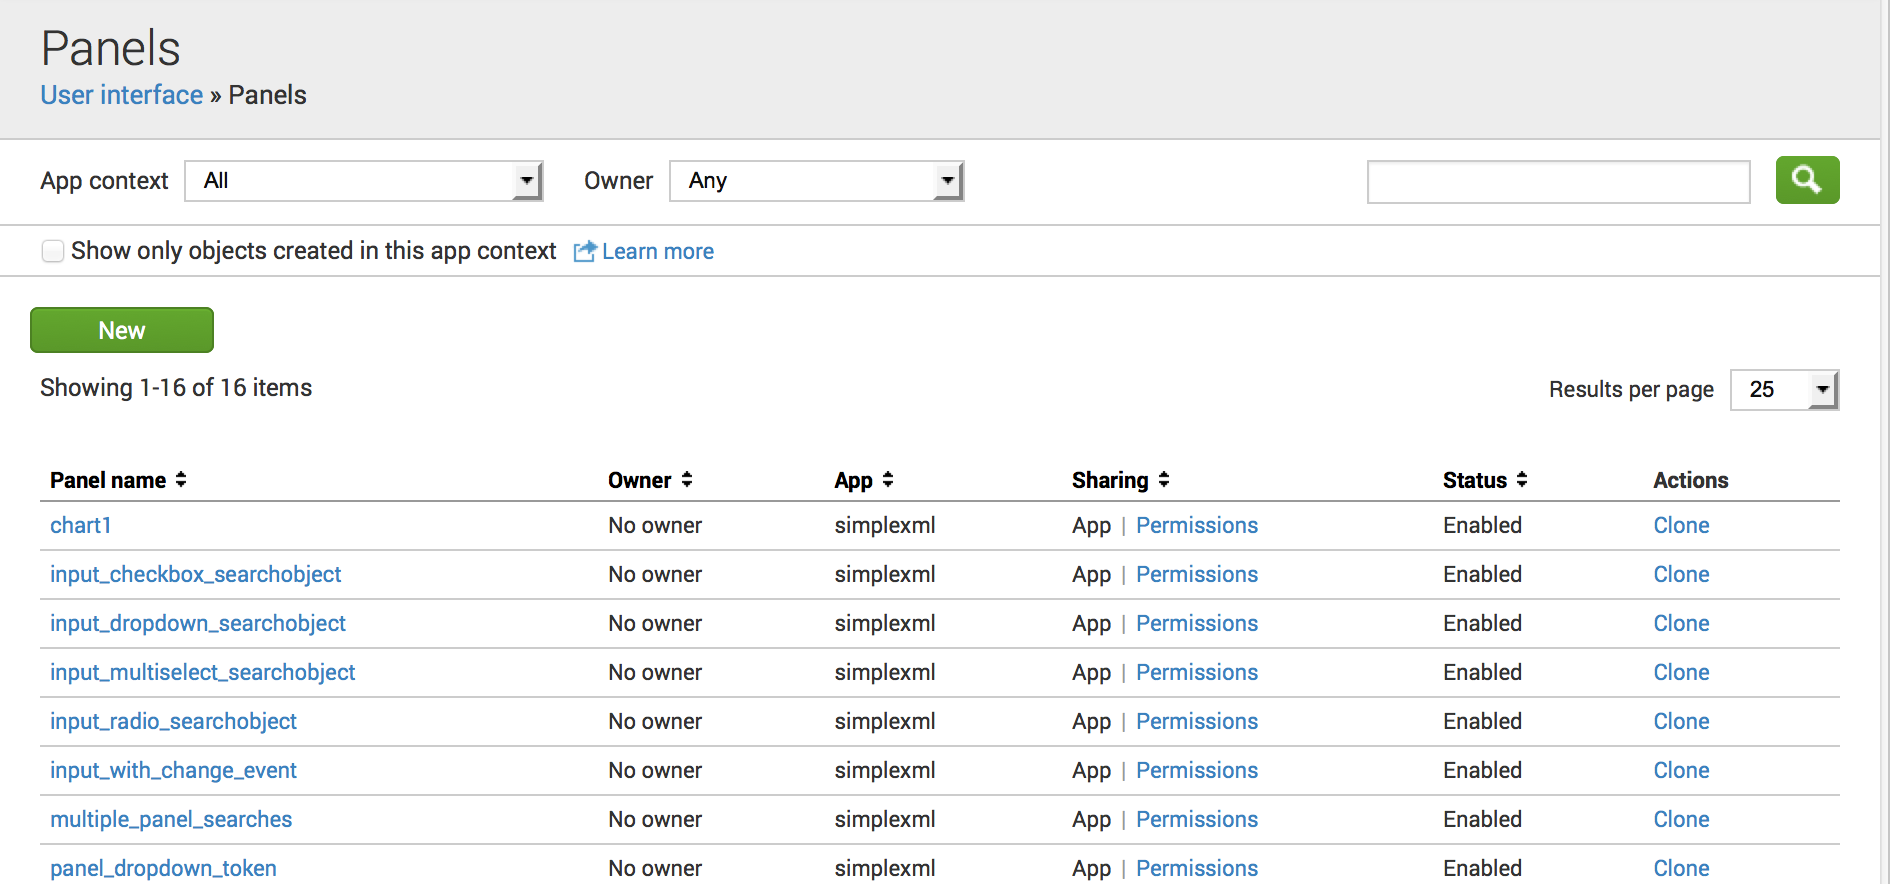 Panels
User interface » Panels
App context All Owner Any
Show only objects created in this app context Learn more
New
Showing 1-16 of 16 items
Results per page 25
Panel name Owner App Sharing Status Actions
chart1 No owner simplexml App | Permissions Enabled Clone
input_checkbox_searchobject No owner simplexml App | Permissions Enabled Clone
input_dropdown_searchobject No owner simplexml App | Permissions Enabled Clone
input_multiselect_searchobject No owner simplexml App | Permissions Enabled Clone
input_radio_searchobject No owner simplexml App | Permissions Enabled Clone
input_with_change_event No owner simplexml App | Permissions Enabled Clone
multiple_panel_searches No owner simplexml App | Permissions Enabled Clone
panel_dropdown_token No owner simplexml App | Permissions Enabled Clone